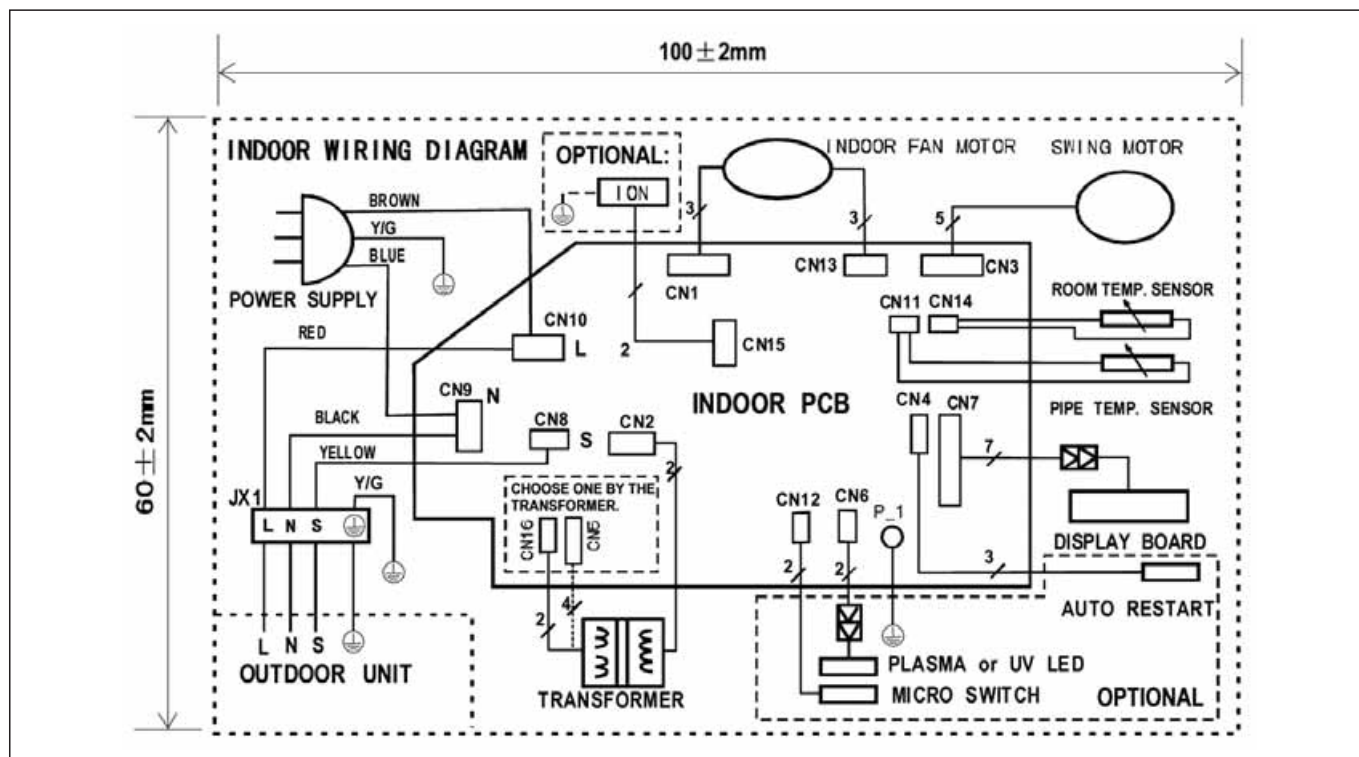 100±2mm
60±2mm
INDOOR WIRING DIAGRAM
OPTIONAL:
ION
INDOOR FAN MOTOR
SWING MOTOR
BROWN
Y/G
BLUE
POWER SUPPLY
3
3
5
CN1
CN13
CN3
RED
CN10
L
2
CN15
CN11
CN14
ROOM TEMP. SENSOR
PIPE TEMP. SENSOR
CN9
N
INDOOR PCB
BLACK
CN8
S
CN2
CN4
CN7
YELLOW
2
7
Y/G
JX1
L N S
CHOOSE ONE BY THE
TRANSFORMER.
CN16
CN5
CN12
CN6
P_1
DISPLAY BOARD
2
4
2
2
3
AUTO RESTART
L N S
OUTDOOR UNIT
TRANSFORMER
PLASMA or UV LED
MICRO SWITCH
OPTIONAL